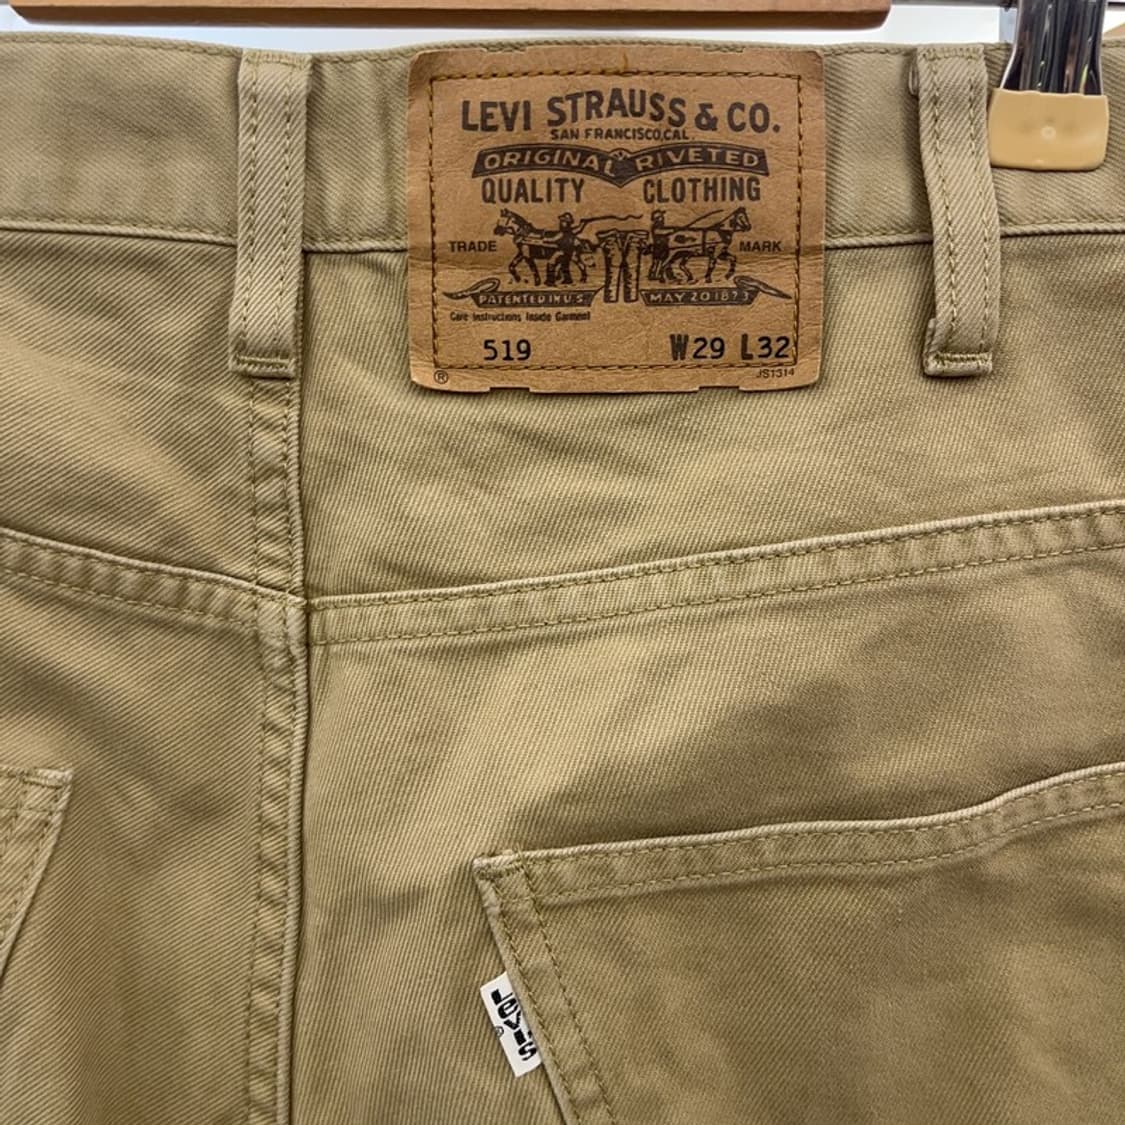 LEVI STRAUSS & CO.
SAN FRANCISCO,CAL.
ORIGINAL RIVETED
QUALITY CLOTHING
TRADE MARK
PATENTED IN U.S. MAY 20 1873
Care Instructions Inside Garment
519 W29 L32
® JS1314
Levi's
®